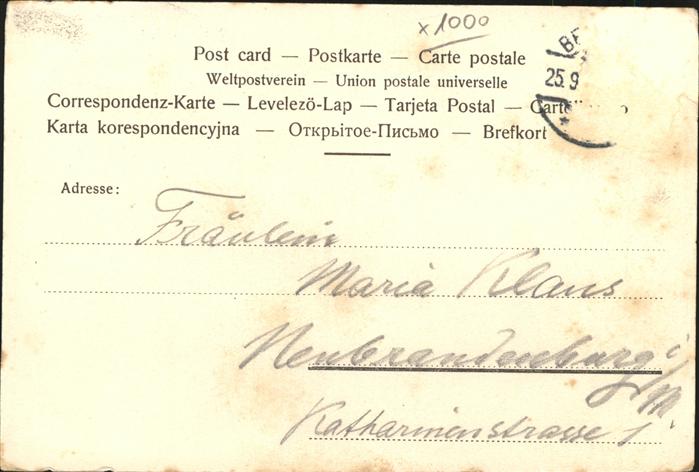 x1000
Post card — Postkarte — Carte postale
Weltpostverein — Union postale universelle
Correspondenz-Karte — Levelező-Lap — Tarjeta Postal —
Karta korespondencyjna — Открытое-Письмо — Brefkort
BE
25.9
Adresse:
Fräulein
Maria Klaus
Neubrandenburg i/M.
Katharinenstrasse 1